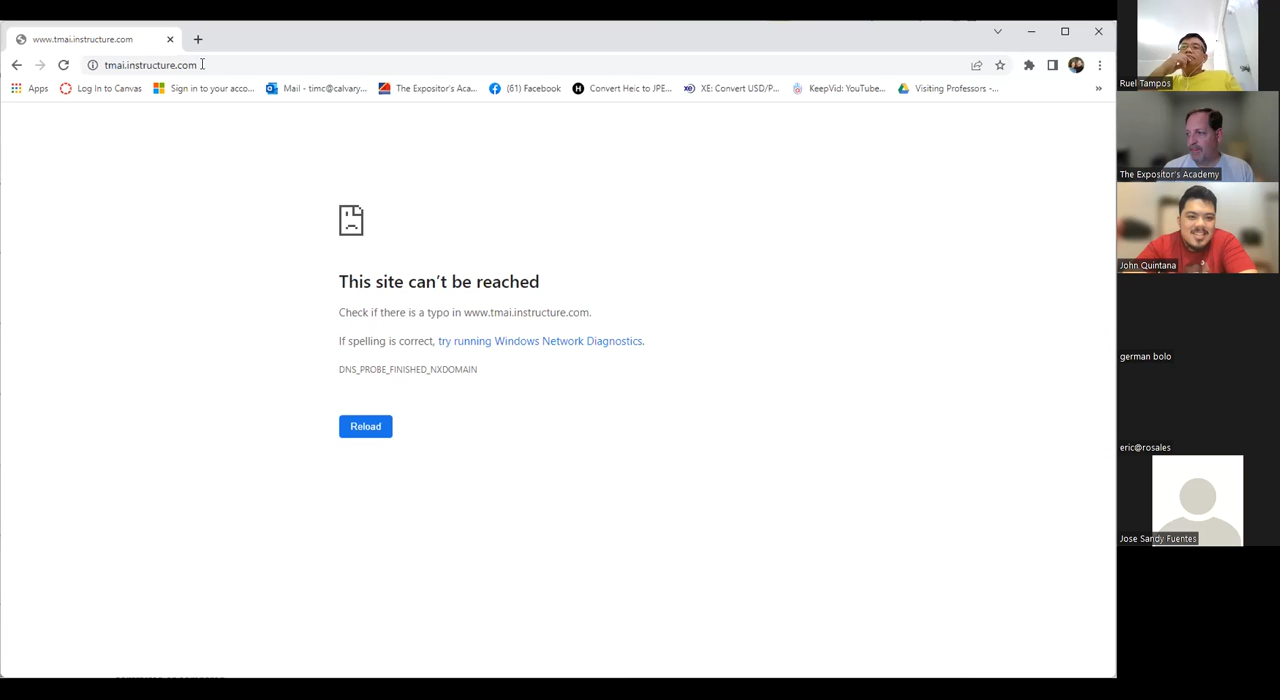 www.tmai.instructure.com
tmai.instructure.com
Apps
Log In to Canvas
Sign in to your acco...
Mail - timc@calvary...
The Expositor's Aca...
(61) Facebook
Convert Heic to JPE...
XE: Convert USD/P...
KeepVid: YouTube...
Visiting Professors -...
»
This site can't be reached
Check if there is a typo in www.tmai.instructure.com.
If spelling is correct, try running Windows Network Diagnostics.
DNS_PROBE_FINISHED_NXDOMAIN
Reload
Ruel Tampos
The Expositor's Academy
John Quintana
german bolo
eric@rosales
Jose Sandy Fuentes